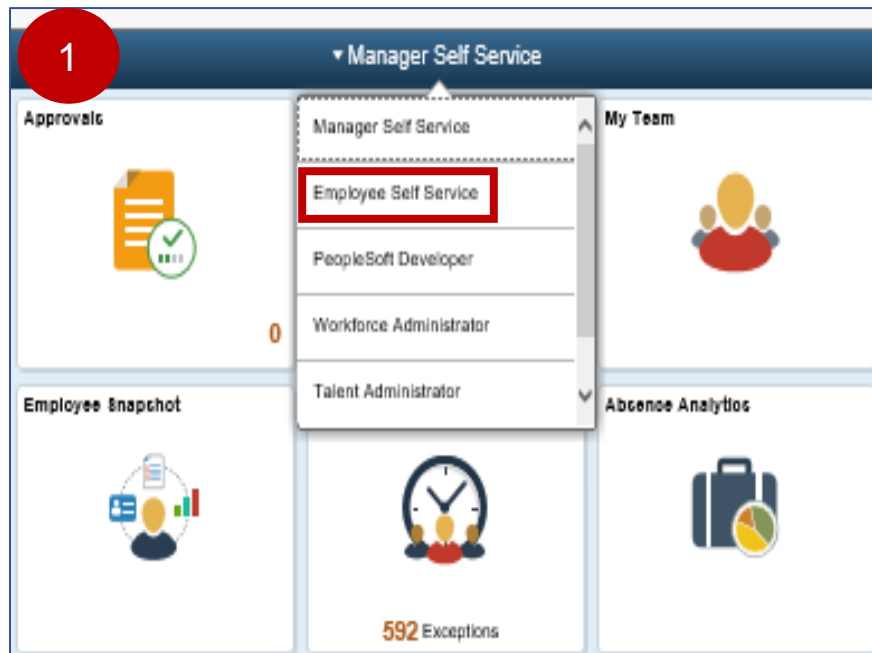 1
▾ Manager Self Service
Approvals
Manager Self Service
My Team
Employee Self Service
PeopleSoft Developer
Workforce Administrator
0
Talent Administrator
Employee Snapshot
Absence Analytics
592 Exceptions